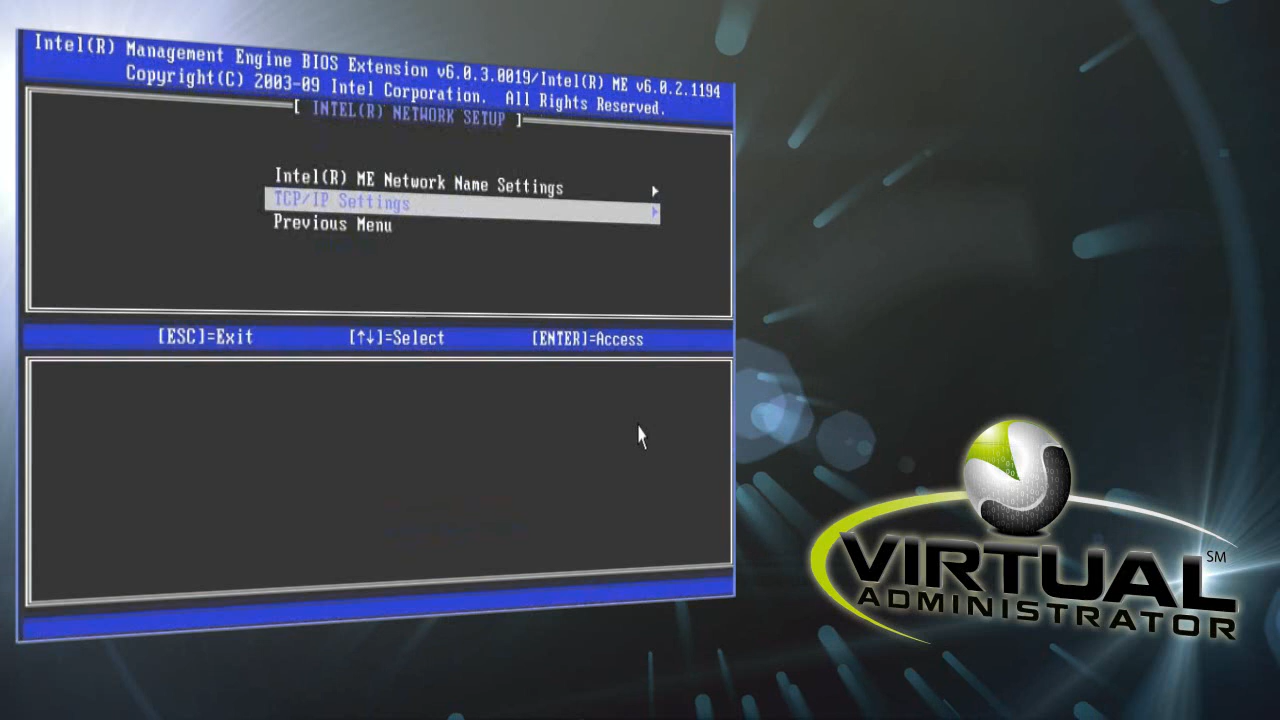 Intel(R) Management Engine BIOS Extension v6.0.3.0019/Intel(R) ME v6.0.2.1194
Copyright(C) 2003-09 Intel Corporation. All Rights Reserved.
[ INTEL(R) NETWORK SETUP ]
Intel(R) ME Network Name Settings
TCP/IP Settings
Previous Menu
[ESC]=Exit [↑↓]=Select [ENTER]=Access
VIRTUAL SM
ADMINISTRATOR